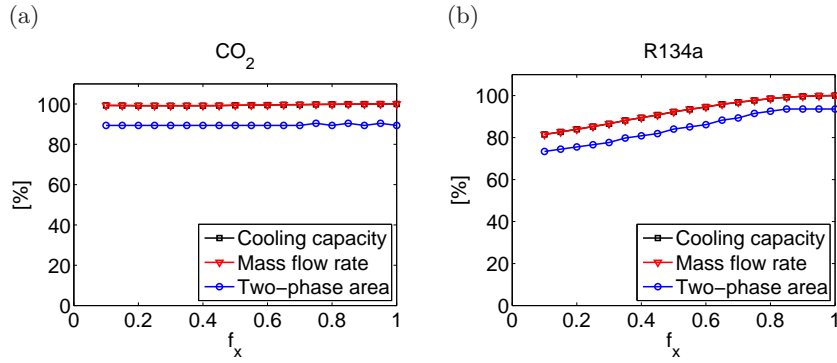 (a)
CO2
100
80
60
40
20
0
[%]
Cooling capacity
Mass flow rate
Two-phase area
0 0.2 0.4 0.6 0.8 1
fx
(b)
R134a
100
80
60
40
20
0
[%]
Cooling capacity
Mass flow rate
Two-phase area
0 0.2 0.4 0.6 0.8 1
fx